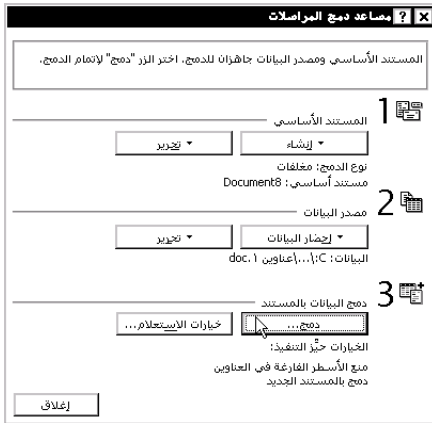 مساعد دمج المراصلات
المستند الأساسي ومصدر البيانات جاهزان للدمج. اختر الزر "دمج" لإتمام الدمج.
1 المستند الأساسي
إنشاء تحرير
نوع الدمج: مغلفات
مستند أساسي: Document8
2 مصدر البيانات
إحضار البيانات تحرير
البيانات: C:\...\عناوين ١.doc
3 دمج البيانات بالمستند
دمج... خيارات الاستعلام...
الخيارات حيّز التنفيذ:
منع الأسطر الفارغة في العناوين
دمج بالمستند الجديد
إغلاق